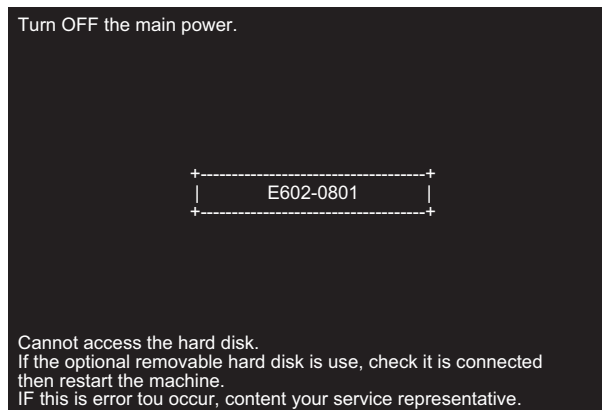 Turn OFF the main power.
+------------------------------------+
| E602-0801 |
+------------------------------------+
Cannot access the hard disk.
If the optional removable hard disk is use, check it is connected
then restart the machine.
IF this is error tou occur, content your service representative.